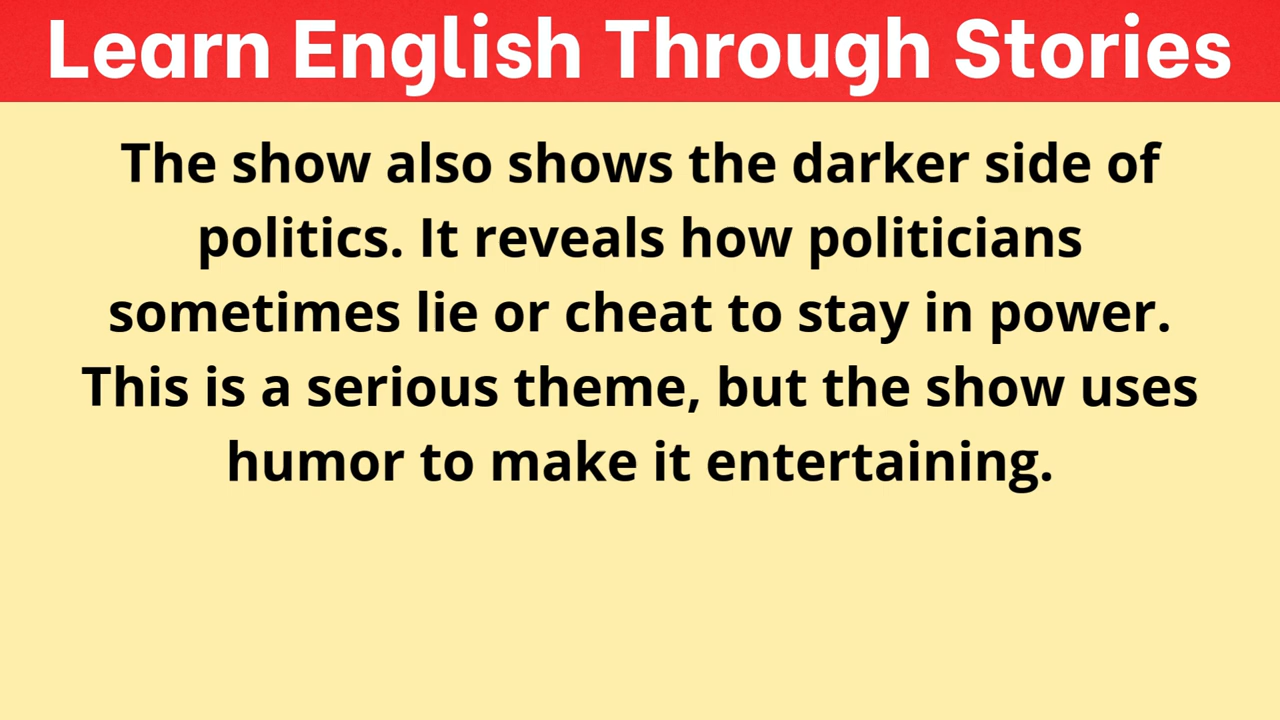 Learn English Through Stories
The show also shows the darker side of
politics. It reveals how politicians
sometimes lie or cheat to stay in power.
This is a serious theme, but the show uses
humor to make it entertaining.